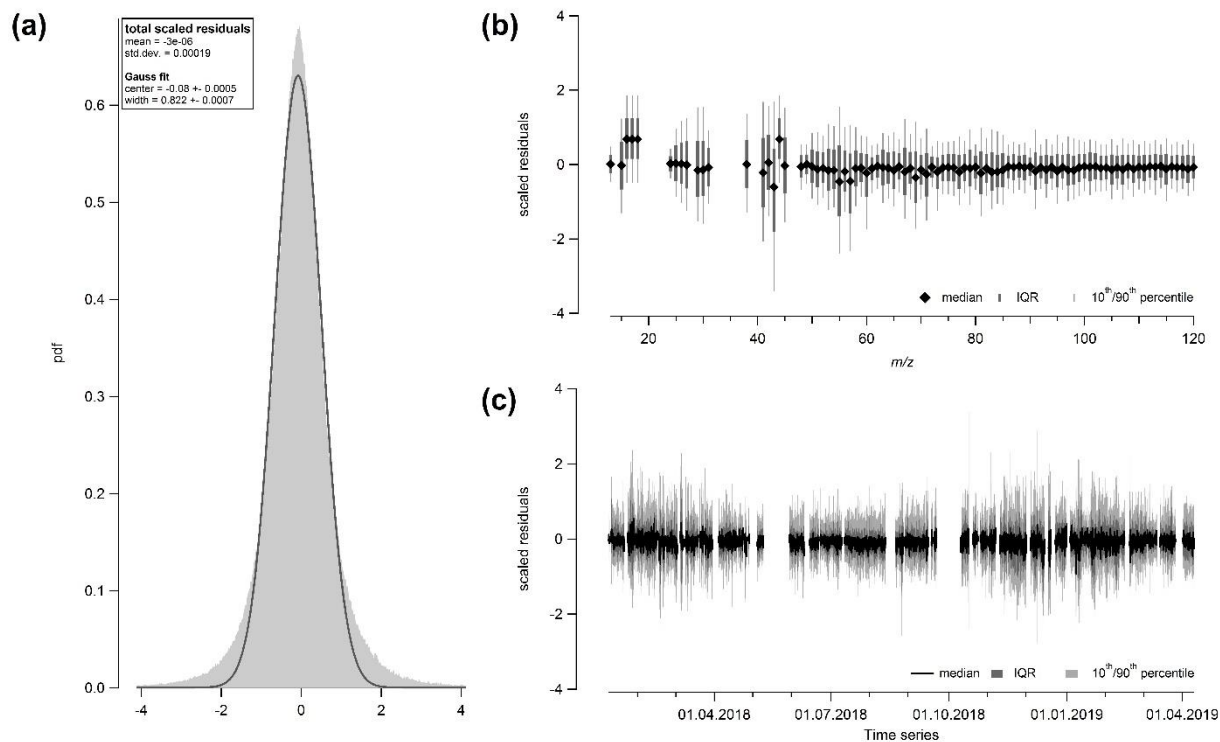 (a)
total scaled residuals
mean = -3e-06
std.dev. = 0.00019
Gauss fit
center = -0.08 +- 0.0005
width = 0.822 +- 0.0007
pdf
0.6
0.5
0.4
0.3
0.2
0.1
0.0
-4
-2
0
2
4
(b)
scaled residuals
4
2
0
-2
-4
median
IQR
10th/90th percentile
20
40
60
80
100
120
m/z
(c)
scaled residuals
4
2
0
-2
-4
median
IQR
10th/90th percentile
01.04.2018
01.07.2018
01.10.2018
01.01.2019
01.04.2019
Time series